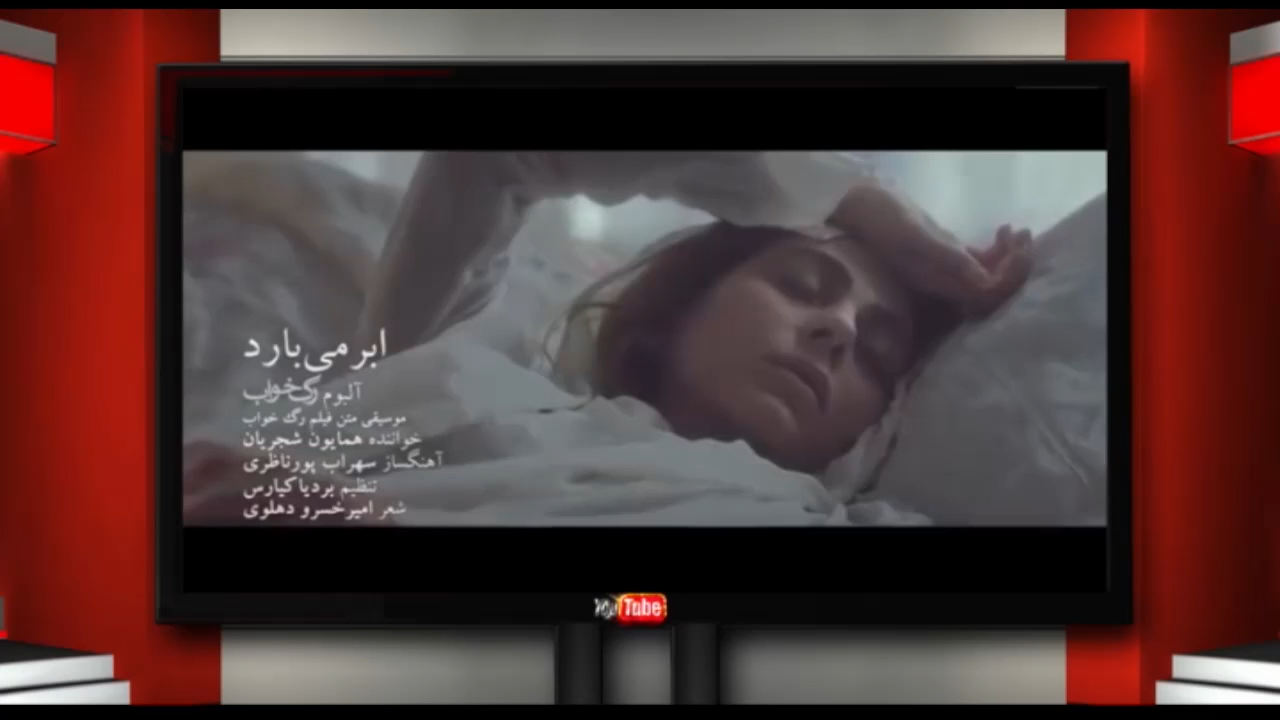 ابر می‌بارد
آلبوم رگ خواب
موسیقی متن فیلم رگ خواب
خواننده همایون شجریان
آهنگساز سهراب پورناظری
تنظیم بردیا کیارس
شعر امیرخسرو دهلوی
YouTube